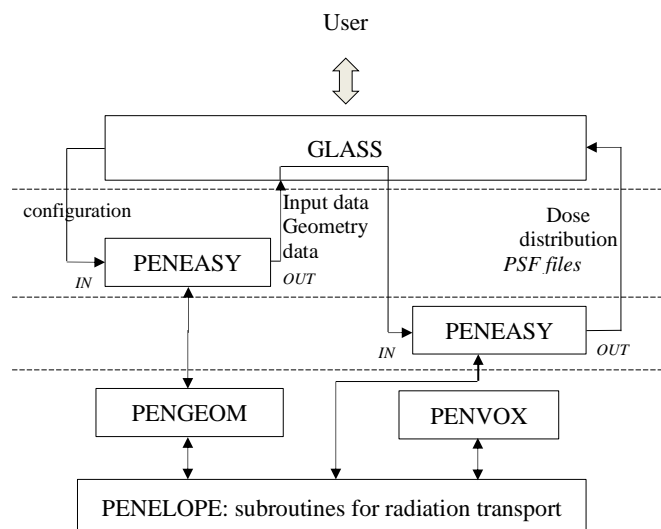 User
GLASS
configuration
Input data
Geometry
data
Dose
distribution
PSF files
PENEASY
IN
OUT
PENEASY
IN
OUT
PENGEOM
PENVOX
PENELOPE: subroutines for radiation transport